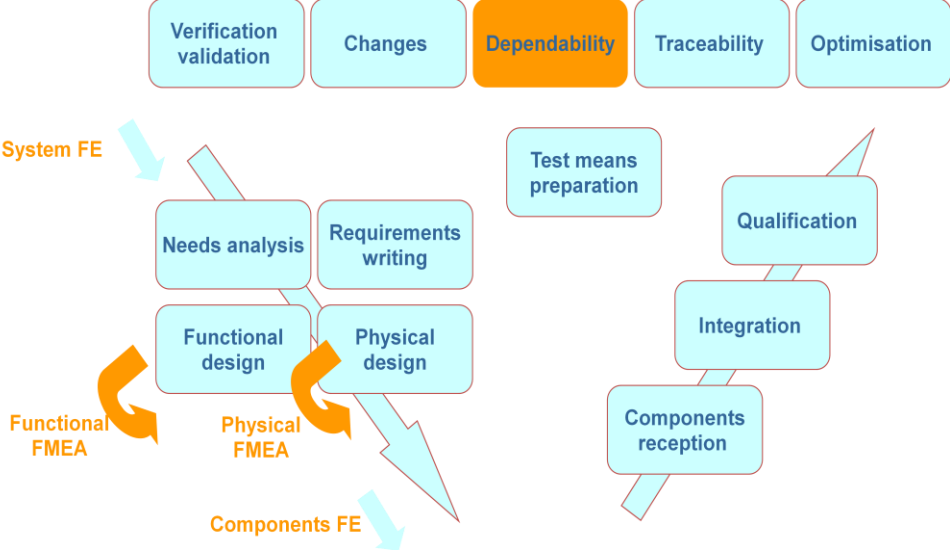 Verification
validation
Changes
Dependability
Traceability
Optimisation
System FE
Test means
preparation
Needs analysis
Requirements
writing
Qualification
Functional
design
Physical
design
Integration
Functional
FMEA
Physical
FMEA
Components
reception
Components FE